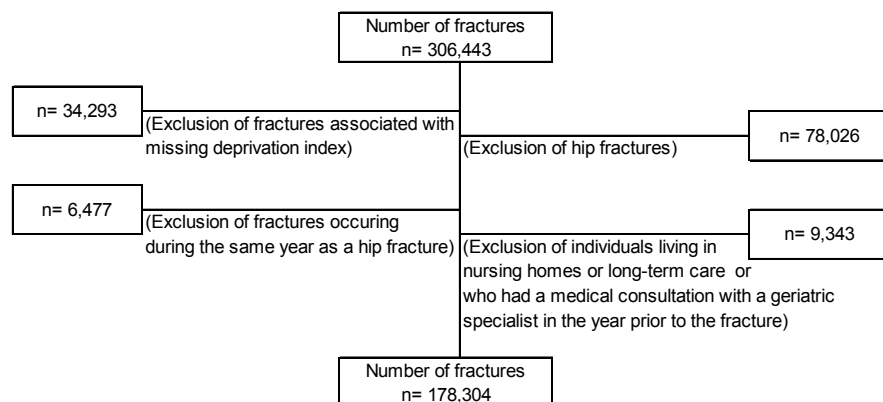 Number of fractures
n= 306,443
n= 34,293
(Exclusion of fractures associated with
missing deprivation index)
(Exclusion of hip fractures)
n= 78,026
n= 6,477
(Exclusion of fractures occuring
during the same year as a hip fracture)
(Exclusion of individuals living in
nursing homes or long-term care or
who had a medical consultation with a geriatric
specialist in the year prior to the fracture)
n= 9,343
Number of fractures
n= 178,304